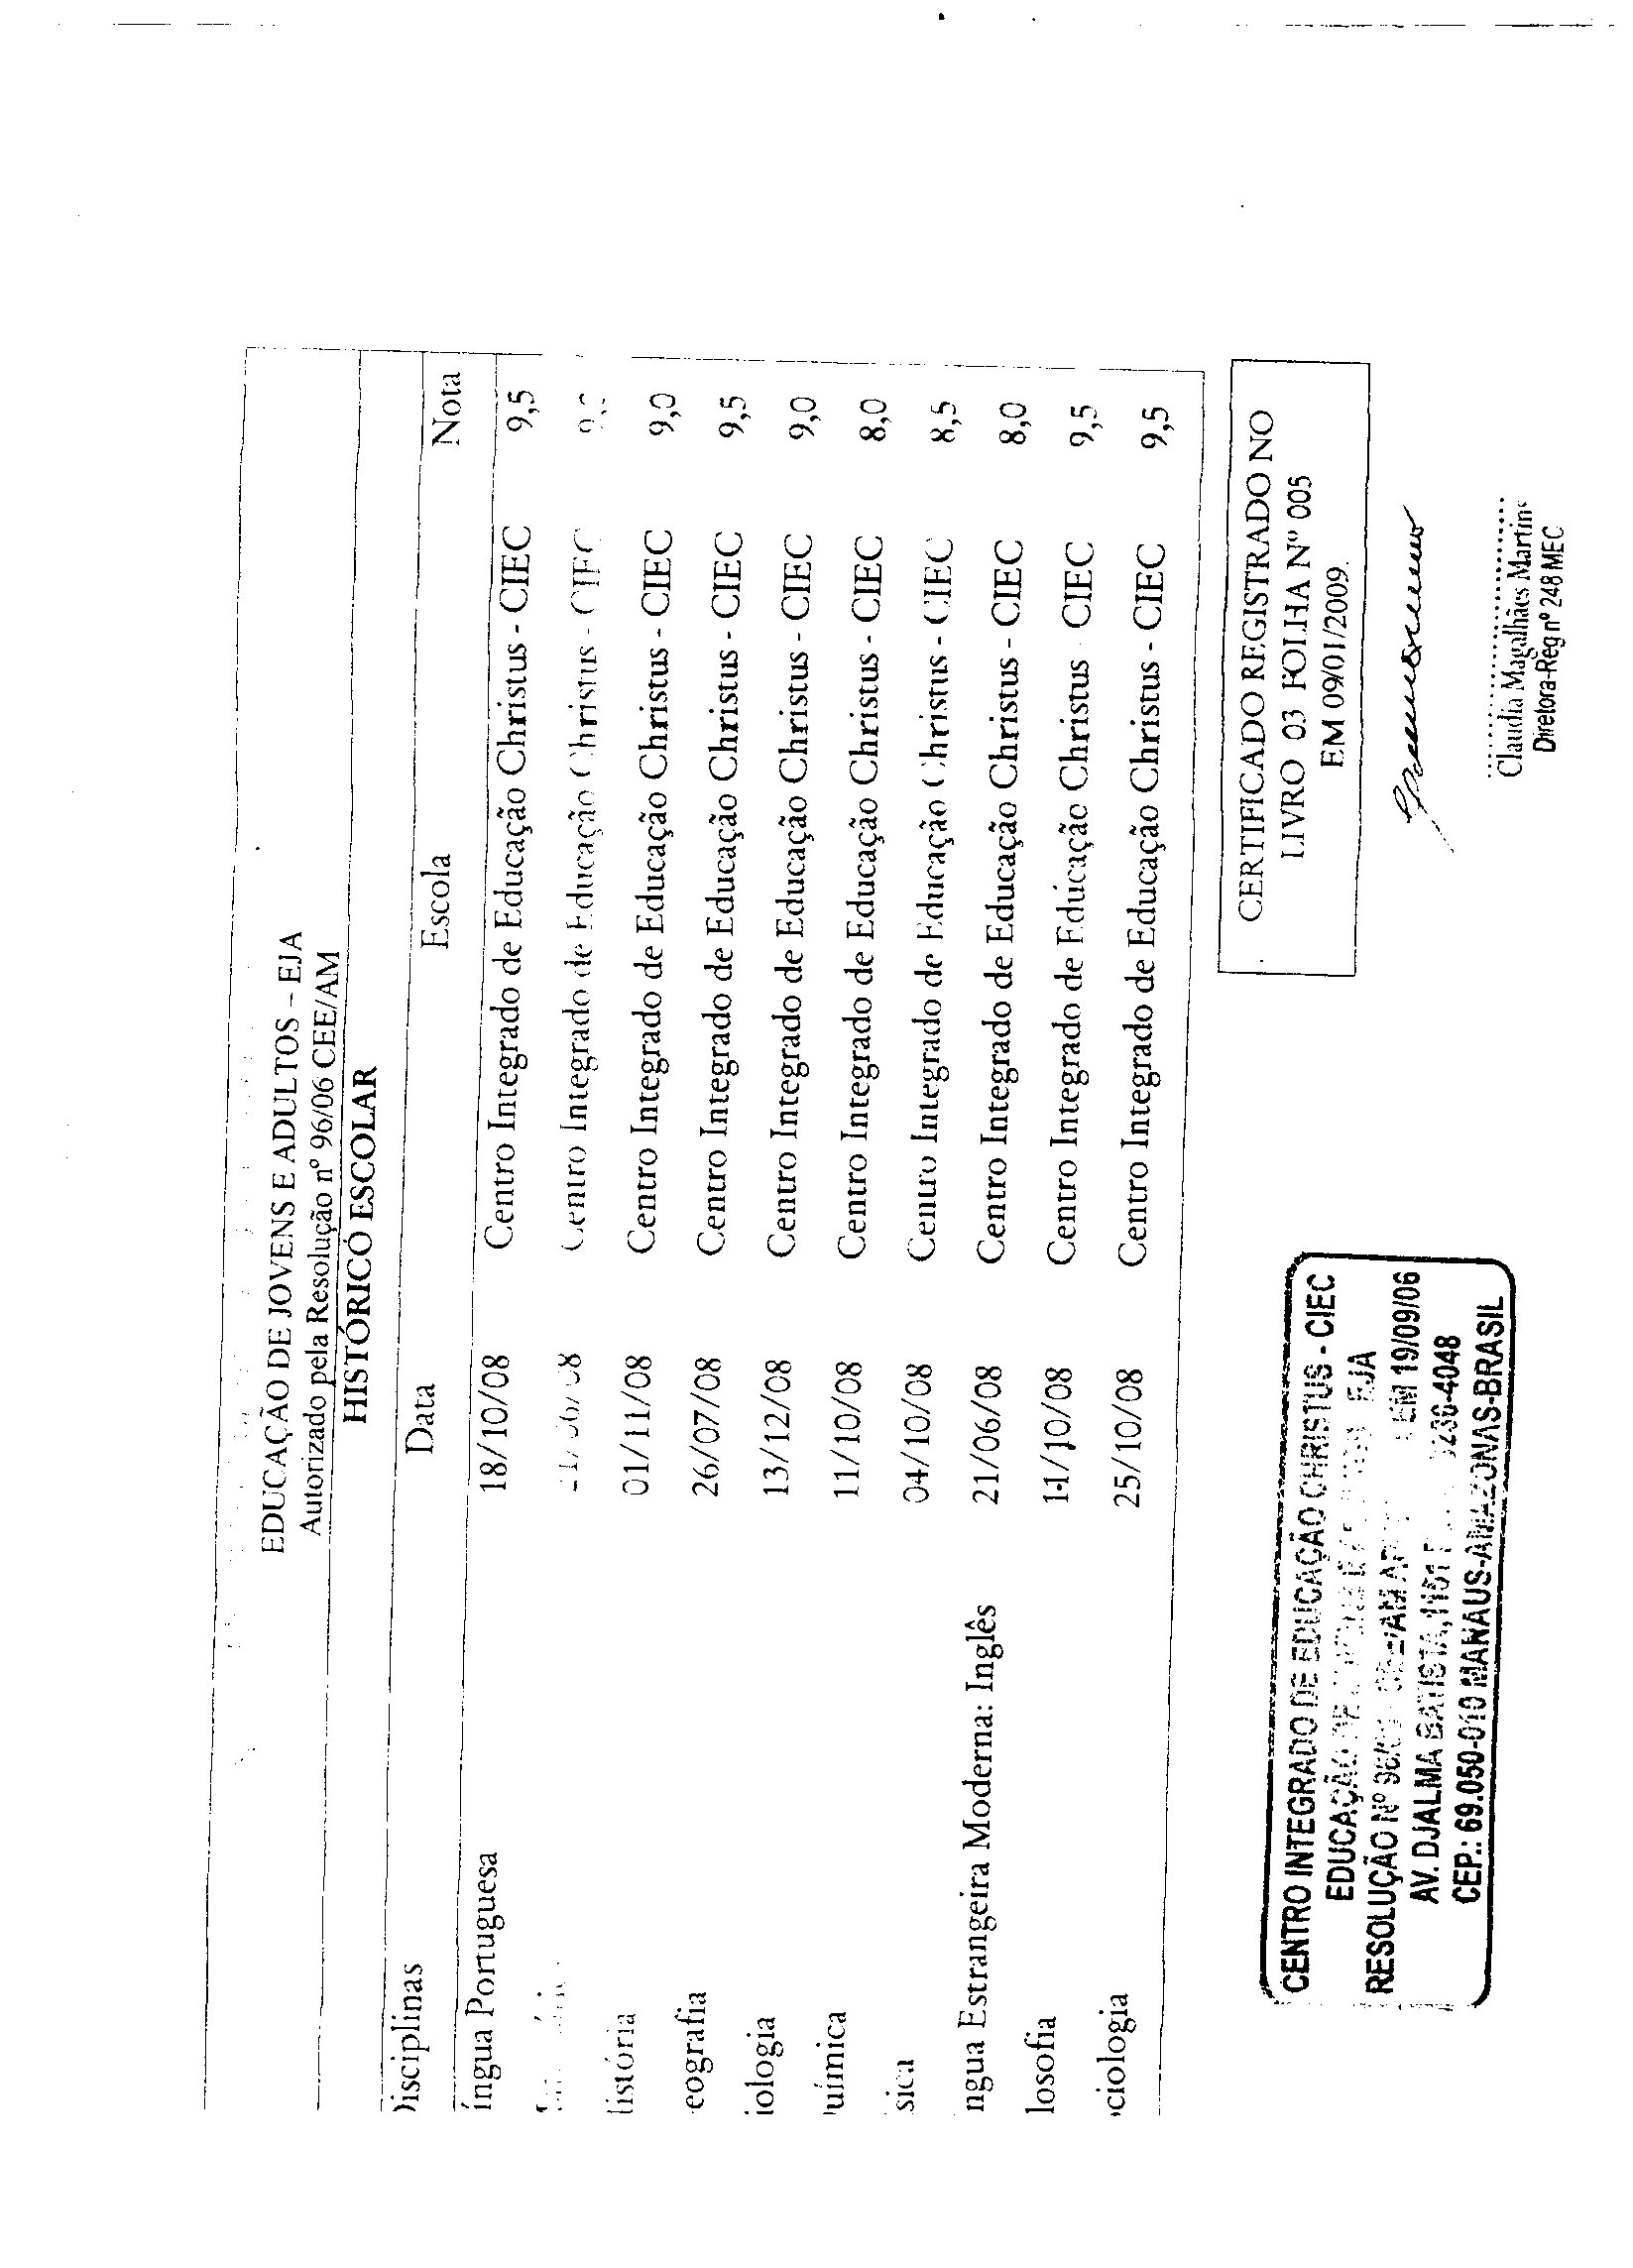 EDUCAÇÃO DE JOVENS E ADULTOS – EJA
Autorizado pela Resolução nº 96/06 CEE/AM
HISTÓRICO ESCOLAR
isciplinas Data Escola Nota
íngua Portuguesa 18/10/08 Centro Integrado de Educação Christus - CIEC 9,5
Centro Integrado de Educação Christus - CIEC
istória 01/11/08 Centro Integrado de Educação Christus - CIEC 9,0
eografia 26/07/08 Centro Integrado de Educação Christus - CIEC 9,5
iologia 13/12/08 Centro Integrado de Educação Christus - CIEC 9,0
uímica 11/10/08 Centro Integrado de Educação Christus - CIEC 8,0
sica 04/10/08 Centro Integrado de Educação Christus - CIEC 8,5
ngua Estrangeira Moderna: Inglês 21/06/08 Centro Integrado de Educação Christus - CIEC 8,0
losofia Centro Integrado de Educação Christus - CIEC 9,5
ciologia 25/10/08 Centro Integrado de Educação Christus - CIEC 9,5
CERTIFICADO REGISTRADO NO
LIVRO 03 FOLHA Nº 005
EM 09/01/2009.
Claudia Magalhães Martins
Diretora-Reg nº 248 MEC
CENTRO INTEGRADO DE EDUCAÇÃO CHRISTUS - CIEC
EDUCAÇÃO DE EJA
RESOLUÇÃO Nº EM 19/09/06
AV. DJALMA BATISTA, 3236-4048
CEP.: 69.050-010 MANAUS-AMAZONAS-BRASIL